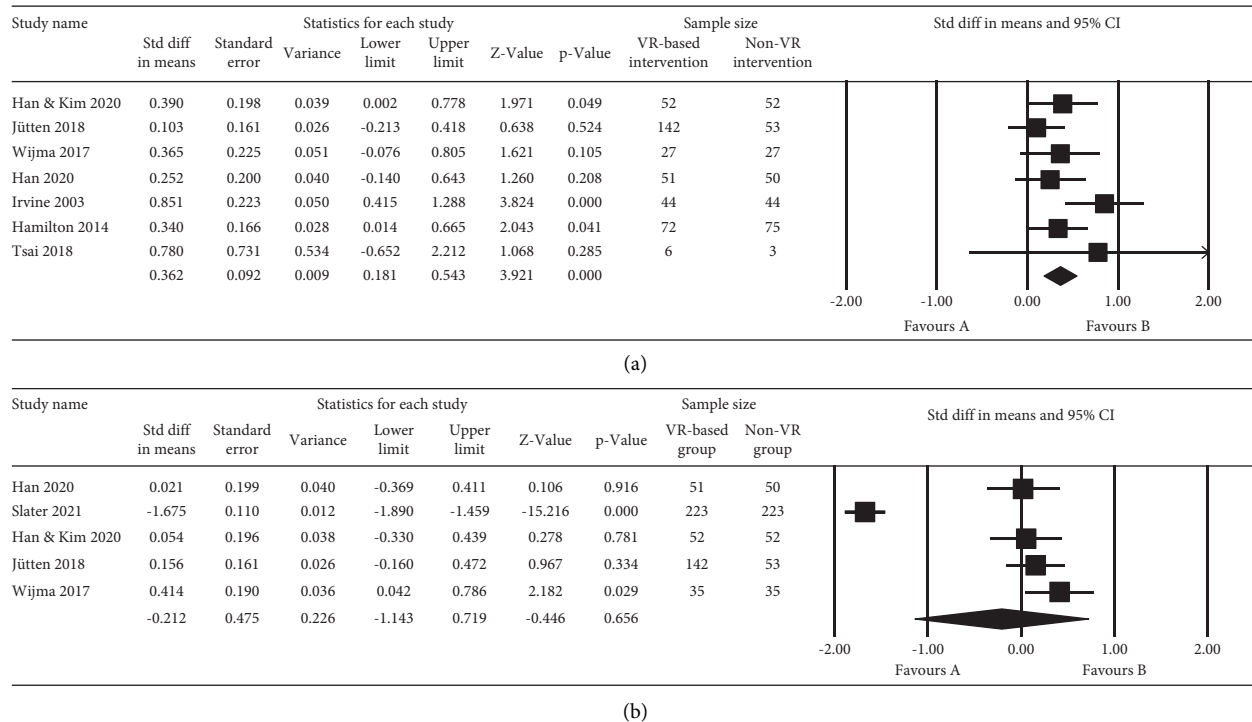 Study name Statistics for each study Sample size Std diff in means and 95% CI
Std diff in means Standard error Variance Lower limit Upper limit Z-Value p-Value VR-based intervention Non-VR intervention
Han & Kim 2020 0.390 0.198 0.039 0.002 0.778 1.971 0.049 52 52
Jütten 2018 0.103 0.161 0.026 -0.213 0.418 0.638 0.524 142 53
Wijma 2017 0.365 0.225 0.051 -0.076 0.805 1.621 0.105 27 27
Han 2020 0.252 0.200 0.040 -0.140 0.643 1.260 0.208 51 50
Irvine 2003 0.851 0.223 0.050 0.415 1.288 3.824 0.000 44 44
Hamilton 2014 0.340 0.166 0.028 0.014 0.665 2.043 0.041 72 75
Tsai 2018 0.780 0.731 0.534 -0.652 2.212 1.068 0.285 6 3
0.362 0.092 0.009 0.181 0.543 3.921 0.000
-2.00 -1.00 0.00 1.00 2.00
Favours A Favours B
(a)
Study name Statistics for each study Sample size Std diff in means and 95% CI
Std diff in means Standard error Variance Lower limit Upper limit Z-Value p-Value VR-based group Non-VR group
Han 2020 0.021 0.199 0.040 -0.369 0.411 0.106 0.916 51 50
Slater 2021 -1.675 0.110 0.012 -1.890 -1.459 -15.216 0.000 223 223
Han & Kim 2020 0.054 0.196 0.038 -0.330 0.439 0.278 0.781 52 52
Jütten 2018 0.156 0.161 0.026 -0.160 0.472 0.967 0.334 142 53
Wijma 2017 0.414 0.190 0.036 0.042 0.786 2.182 0.029 35 35
-0.212 0.475 0.226 -1.143 0.719 -0.446 0.656
-2.00 -1.00 0.00 1.00 2.00
Favours A Favours B
(b)